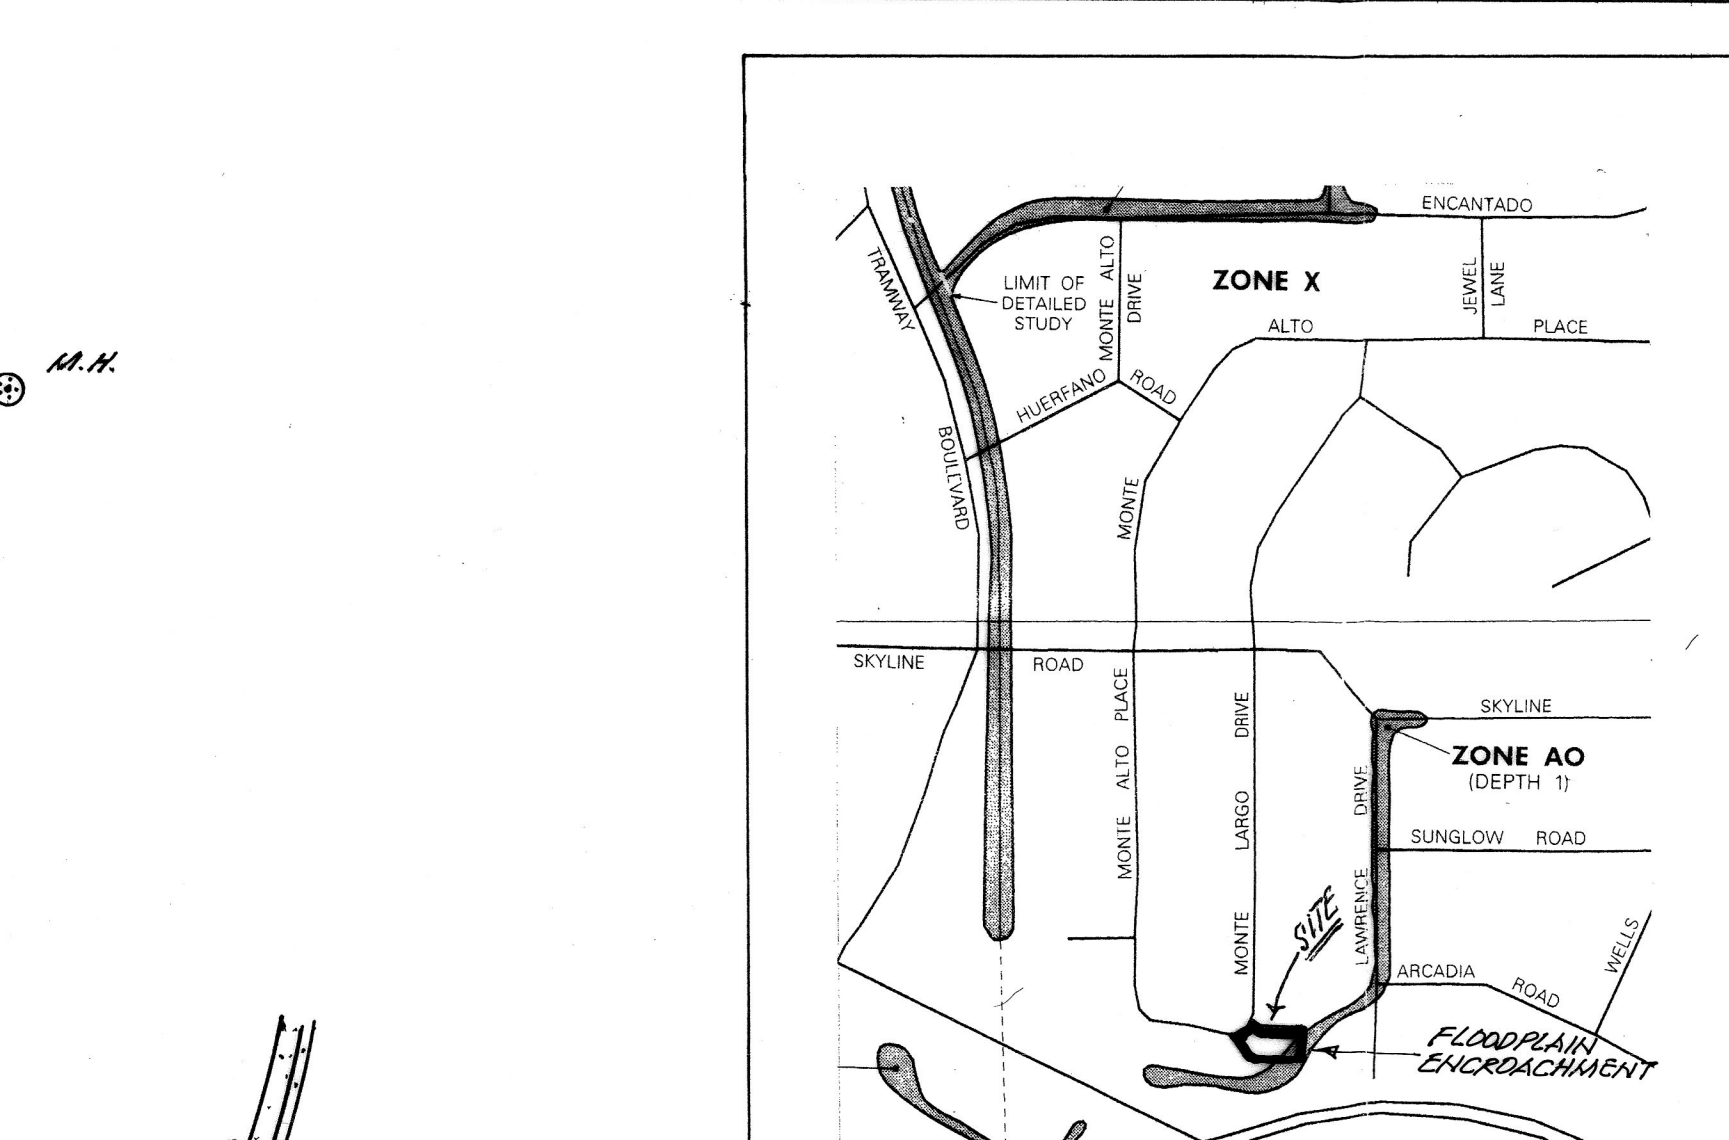 M.H.
ENCANTADO
TRAMWAY
BOULEVARD
LIMIT OF
DETAILED
STUDY
MONTE ALTO
DRIVE
ZONE X
JEWEL
LANE
ALTO PLACE
HUERFANO ROAD
MONTE
SKYLINE ROAD
MONTE ALTO PLACE
MONTE LARGO DRIVE
SKYLINE
ZONE AO
(DEPTH 1)
LAWRENCE DRIVE
SUNGLOW ROAD
SITE
WELLS
ARCADIA ROAD
FLOODPLAIN
ENCROACHMENT